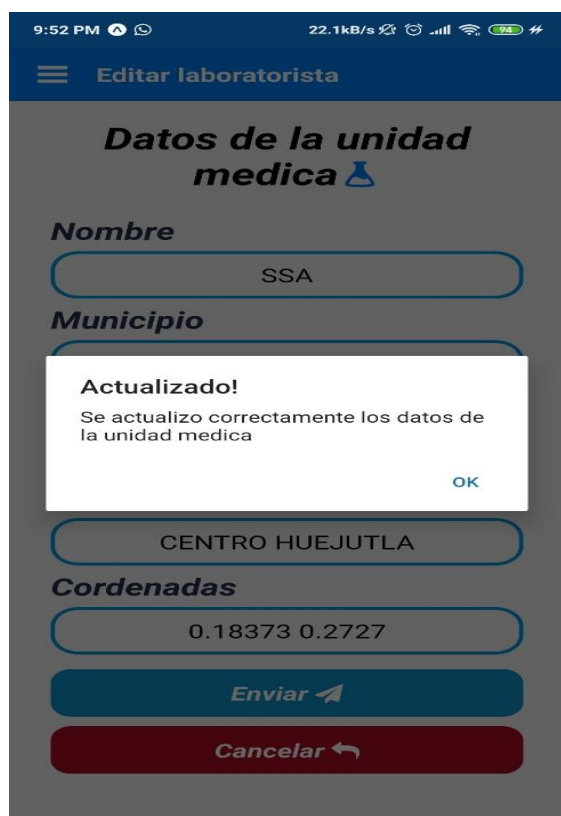 9:52 PM 22.1kB/s 94
Editar laboratorista
Datos de la unidad
medica
Nombre
SSA
Municipio
Actualizado!
Se actualizo correctamente los datos de
la unidad medica
OK
CENTRO HUEJUTLA
Cordenadas
0.18373 0.2727
Enviar
Cancelar